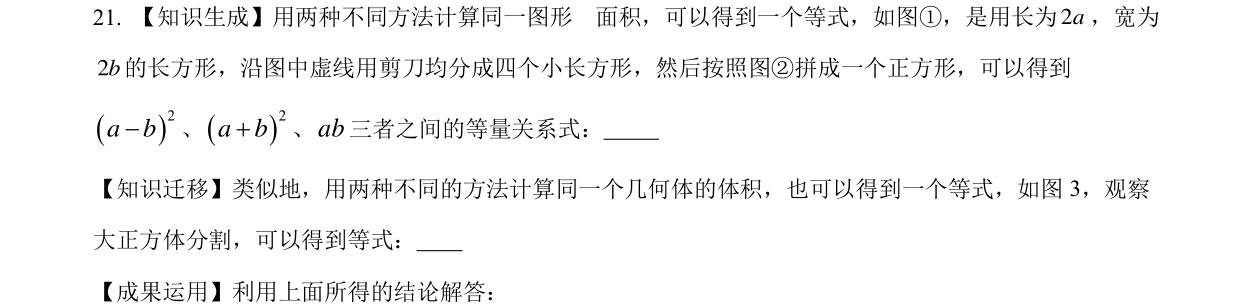 21. 【知识生成】用两种不同方法计算同一图形 面积，可以得到一个等式，如图①，是用长为2a，宽为
2b的长方形，沿图中虚线用剪刀均分成四个小长方形，然后按照图②拼成一个正方形，可以得到
(a−b)²、(a+b)²、ab三者之间的等量关系式：_____
【知识迁移】类似地，用两种不同的方法计算同一个几何体的体积，也可以得到一个等式，如图 3，观察
大正方体分割，可以得到等式：____
【成果运用】利用上面所得的结论解答：